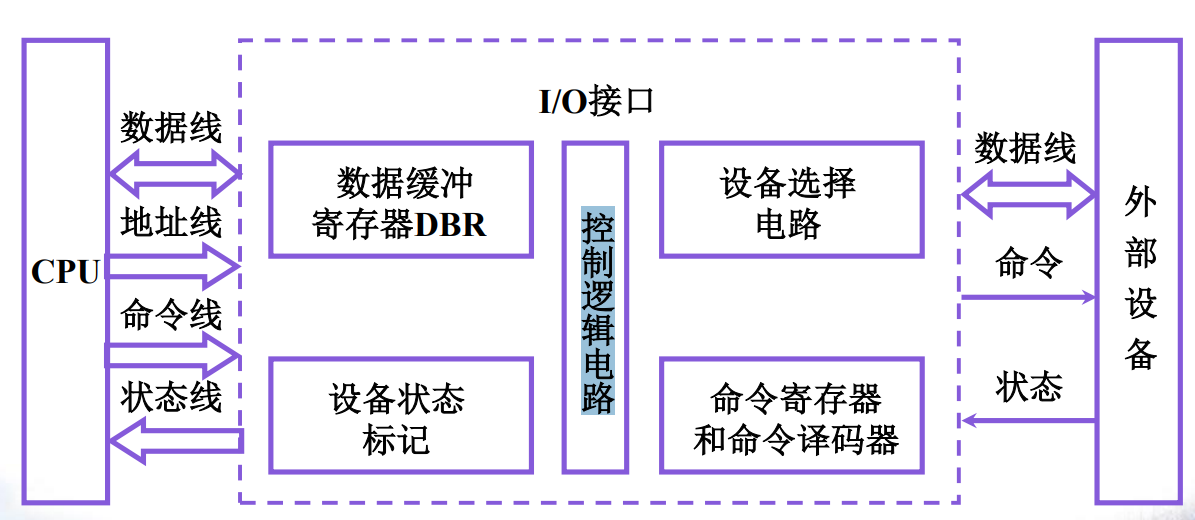 I/O接口
CPU
数据线
地址线
命令线
状态线
数据缓冲
寄存器DBR
设备状态
标记
控制逻辑电路
设备选择
电路
命令寄存器
和命令译码器
数据线
命令
状态
外部设备